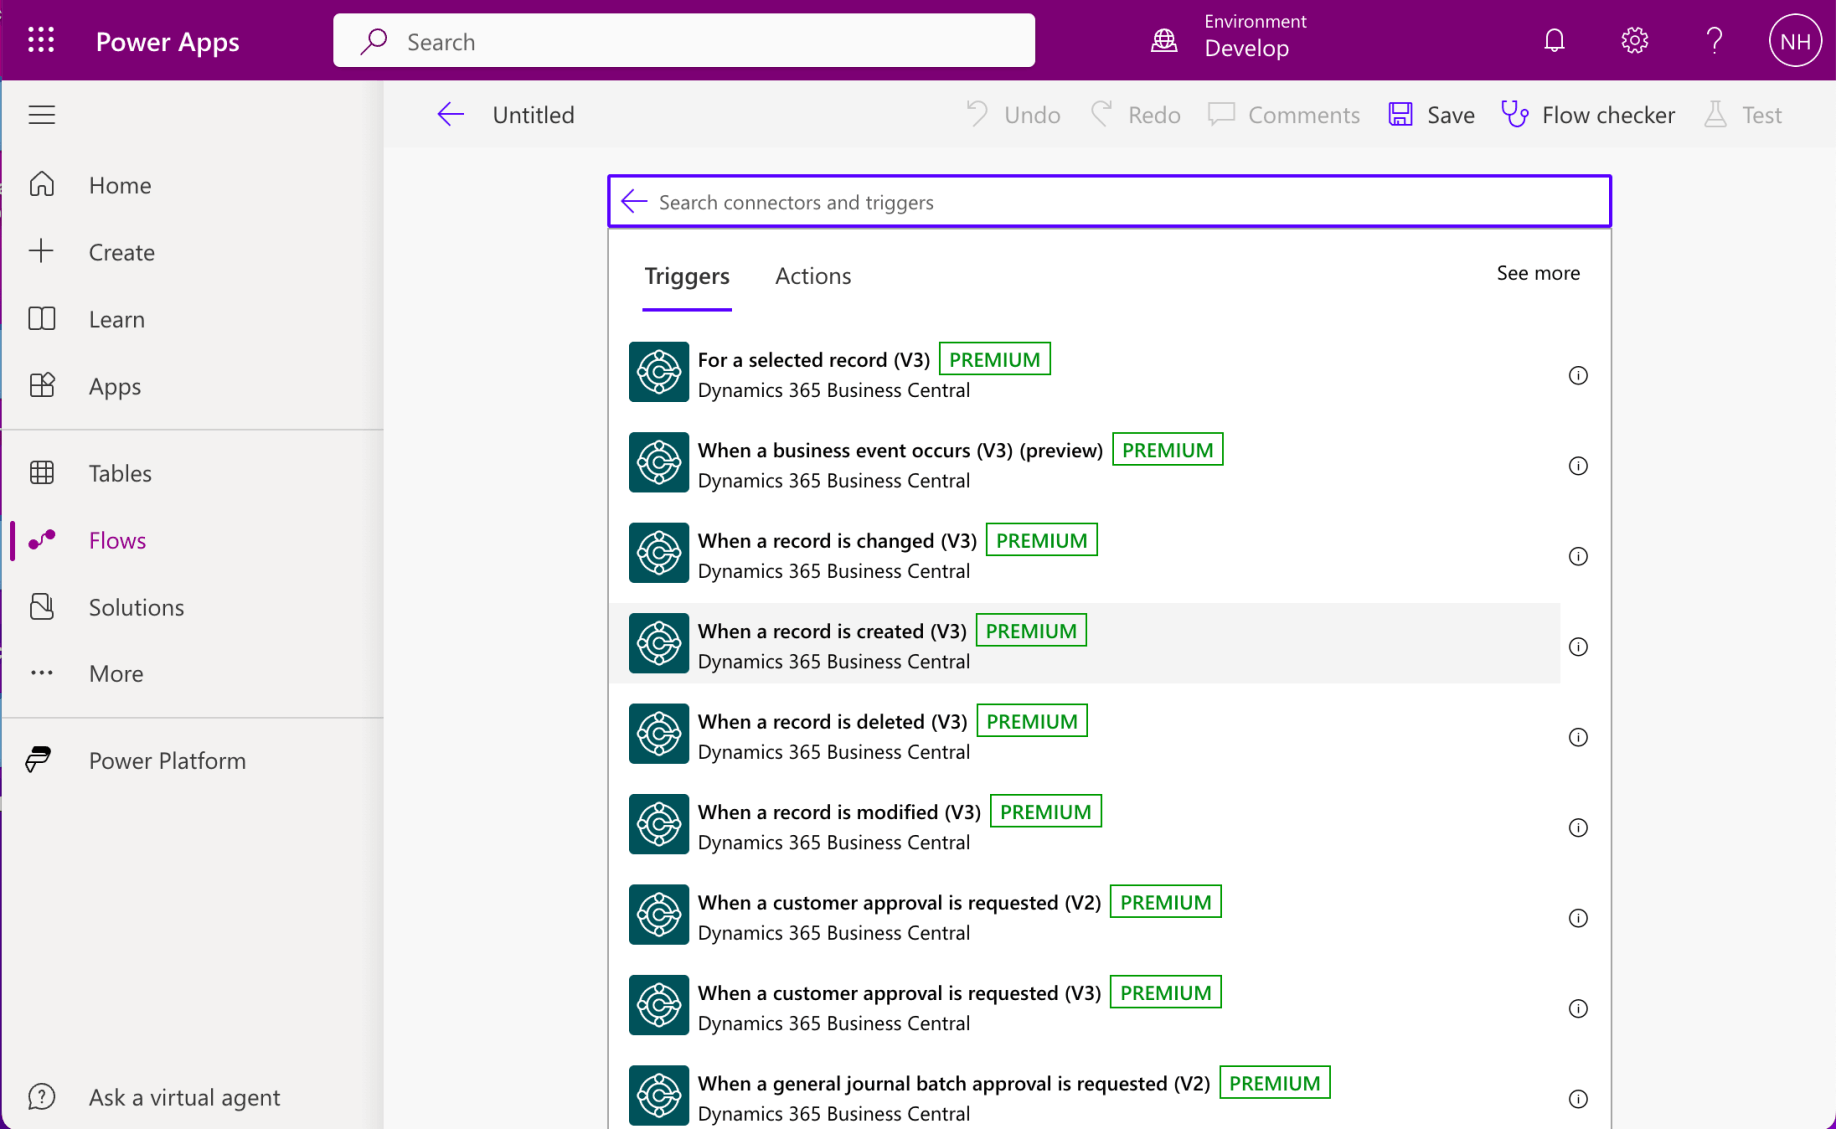 Power Apps
Search
Environment
Develop
NH
Untitled
Undo
Redo
Comments
Save
Flow checker
Test
Home
Create
Learn
Apps
Tables
Flows
Solutions
More
Power Platform
Ask a virtual agent
Search connectors and triggers
Triggers
Actions
See more
For a selected record (V3) PREMIUM
Dynamics 365 Business Central
When a business event occurs (V3) (preview) PREMIUM
Dynamics 365 Business Central
When a record is changed (V3) PREMIUM
Dynamics 365 Business Central
When a record is created (V3) PREMIUM
Dynamics 365 Business Central
When a record is deleted (V3) PREMIUM
Dynamics 365 Business Central
When a record is modified (V3) PREMIUM
Dynamics 365 Business Central
When a customer approval is requested (V2) PREMIUM
Dynamics 365 Business Central
When a customer approval is requested (V3) PREMIUM
Dynamics 365 Business Central
When a general journal batch approval is requested (V2) PREMIUM
Dynamics 365 Business Central